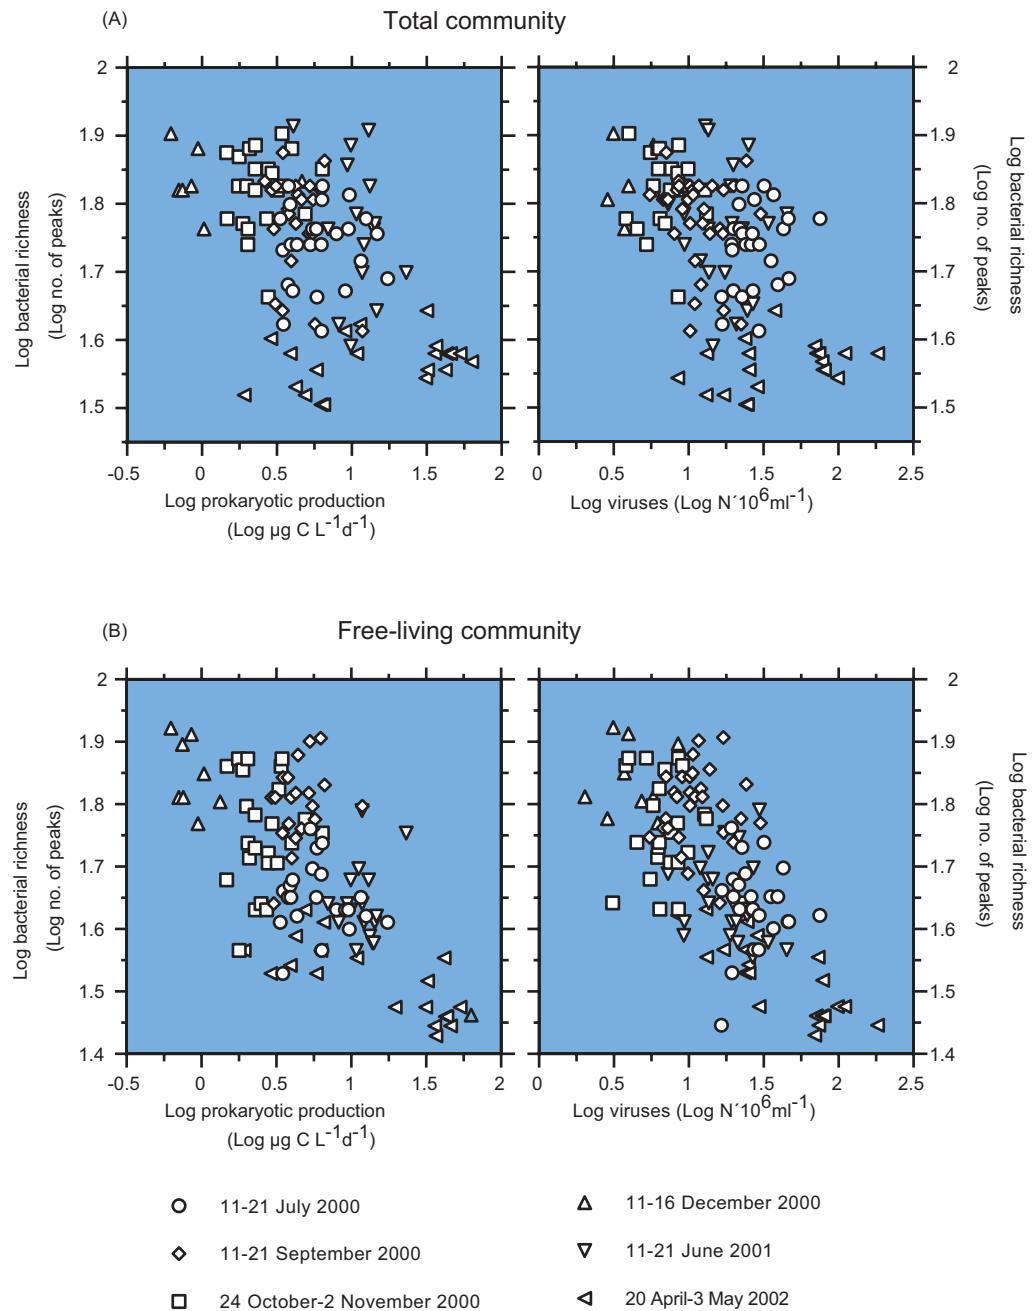 (A)
Total community
2
1.9
1.8
1.7
1.6
1.5
Log bacterial richness
(Log no. of peaks)
-0.5 0 0.5 1 1.5 2
Log prokaryotic production
(Log µg C L-1d-1)
0 0.5 1 1.5 2 2.5
Log viruses (Log N´10^6ml-1)
2
1.9
1.8
1.7
1.6
1.5
Log bacterial richness
(Log no. of peaks)
(B)
Free-living community
2
1.9
1.8
1.7
1.6
1.5
1.4
Log bacterial richness
(Log no. of peaks)
-0.5 0 0.5 1 1.5 2
Log prokaryotic production
(Log µg C L-1d-1)
0 0.5 1 1.5 2 2.5
Log viruses (Log N´10^6ml-1)
2
1.9
1.8
1.7
1.6
1.5
1.4
Log bacterial richness
(Log no. of peaks)
11-21 July 2000
11-21 September 2000
24 October-2 November 2000
11-16 December 2000
11-21 June 2001
20 April-3 May 2002